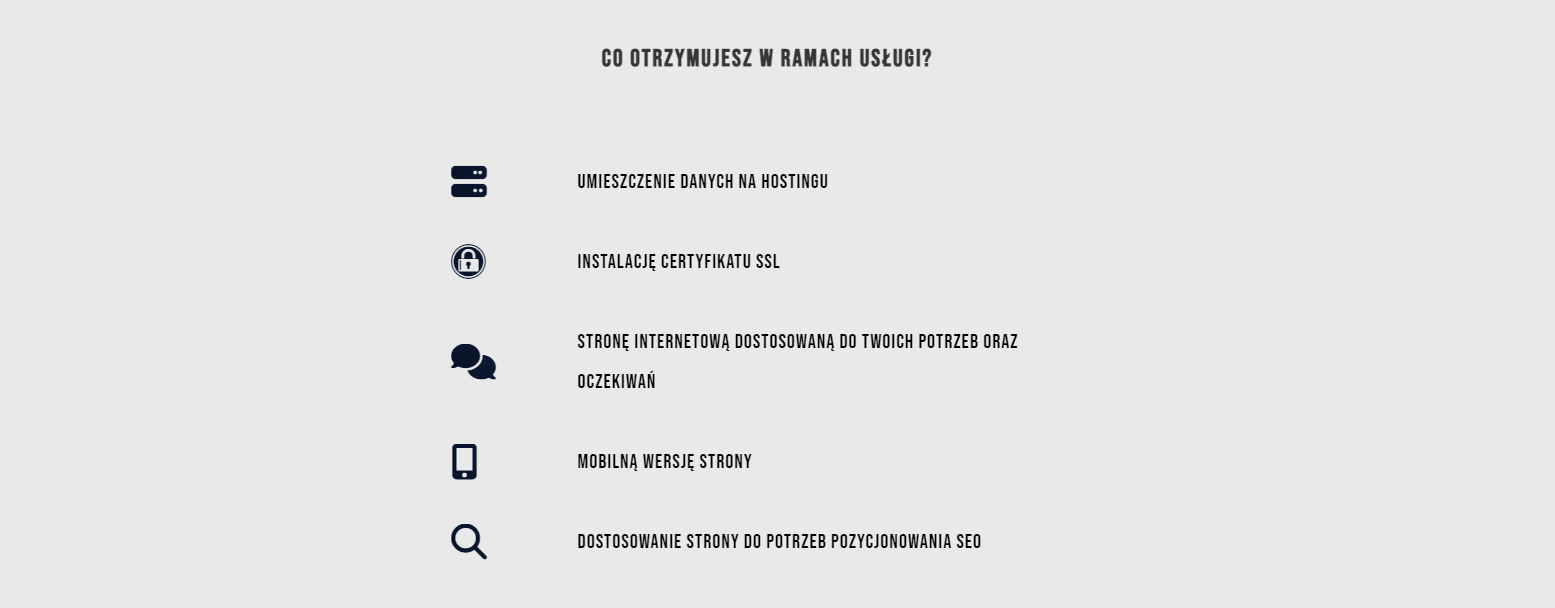 CO OTRZYMUJESZ W RAMACH USŁUGI?
UMIESZCZENIE DANYCH NA HOSTINGU
INSTALACJĘ CERTYFIKATU SSL
STRONĘ INTERNETOWĄ DOSTOSOWANĄ DO TWOICH POTRZEB ORAZ
OCZEKIWAŃ
MOBILNĄ WERSJĘ STRONY
DOSTOSOWANIE STRONY DO POTRZEB POZYCJONOWANIA SEO